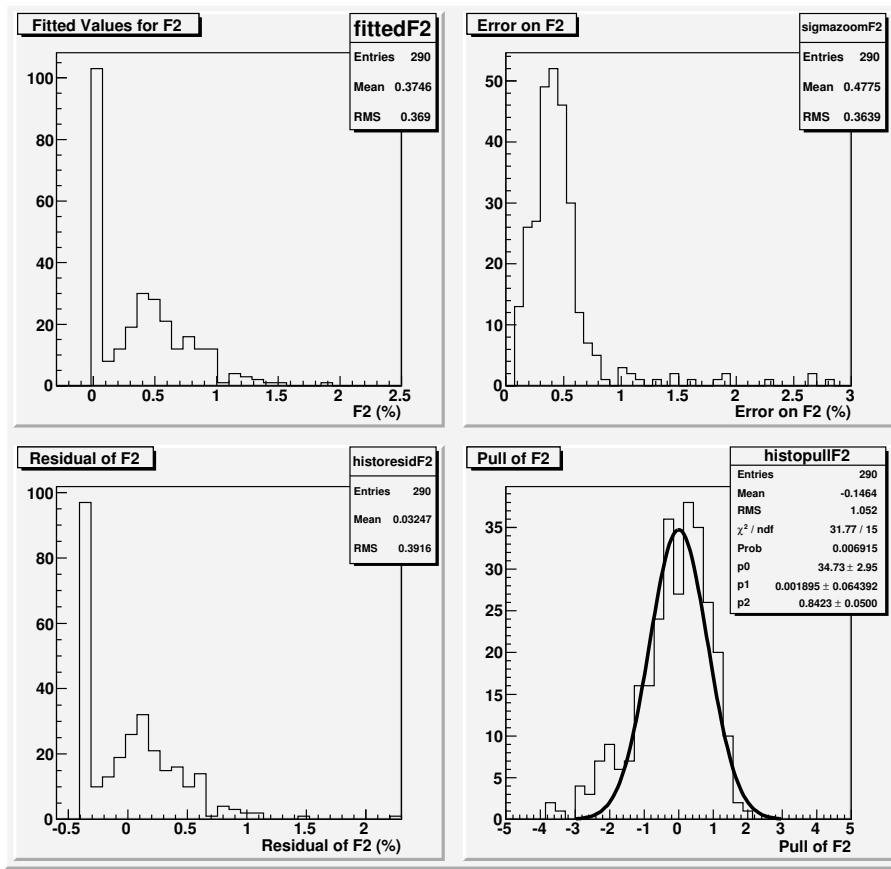 Fitted Values for F2
fittedF2
Entries 290
Mean 0.3746
RMS 0.369
100
80
60
40
20
0
0 0.5 1 1.5 2 2.5
F2 (%)
Error on F2
sigmazoomF2
Entries 290
Mean 0.4775
RMS 0.3639
50
40
30
20
10
0
0 0.5 1 1.5 2 2.5 3
Error on F2 (%)
Residual of F2
historesidF2
Entries 290
Mean 0.03247
RMS 0.3916
100
80
60
40
20
0
-0.5 0 0.5 1 1.5 2
Residual of F2 (%)
Pull of F2
histopullF2
Entries 290
Mean -0.1464
RMS 1.052
χ² / ndf 31.77 / 15
Prob 0.006915
p0 34.73 ± 2.95
p1 0.001895 ± 0.064392
p2 0.8423 ± 0.0500
35
30
25
20
15
10
5
0
-5 -4 -3 -2 -1 0 1 2 3 4 5
Pull of F2